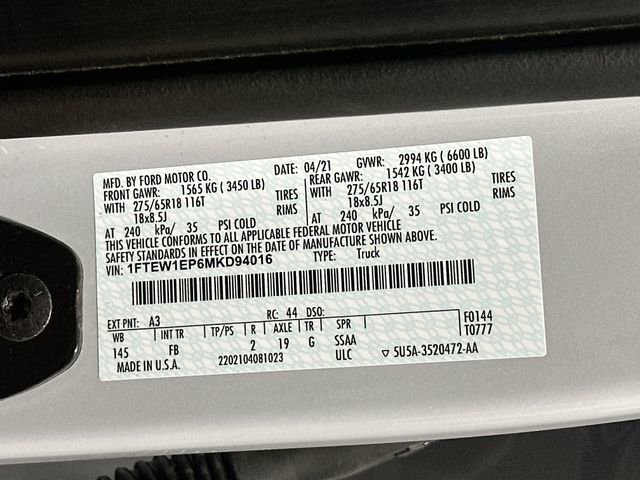 MFD. BY FORD MOTOR CO. DATE: 04/21 GVWR: 2994 KG ( 6600 LB)
FRONT GAWR: 1565 KG ( 3450 LB) REAR GAWR: 1542 KG ( 3400 LB)
WITH 275/65R18 116T TIRES WITH 275/65R18 116T TIRES
18x8.5J RIMS 18x8.5J RIMS
AT 240 kPa/ 35 PSI COLD AT 240 kPa/ 35 PSI COLD
THIS VEHICLE CONFORMS TO ALL APPLICABLE FEDERAL MOTOR VEHICLE
SAFETY STANDARDS IN EFFECT ON THE DATE OF MANUFACTURE SHOWN ABOVE.
VIN: 1FTEW1EP6MKD94016 TYPE: Truck
EXT PNT: A3 RC: 44 DSO: F0144
WB INT TR TP/PS R AXLE TR SPR T0777
145 FB 2 19 G SSAA
MADE IN U.S.A. 2202104081023 ULC ▽ 5U5A-3520472-AA